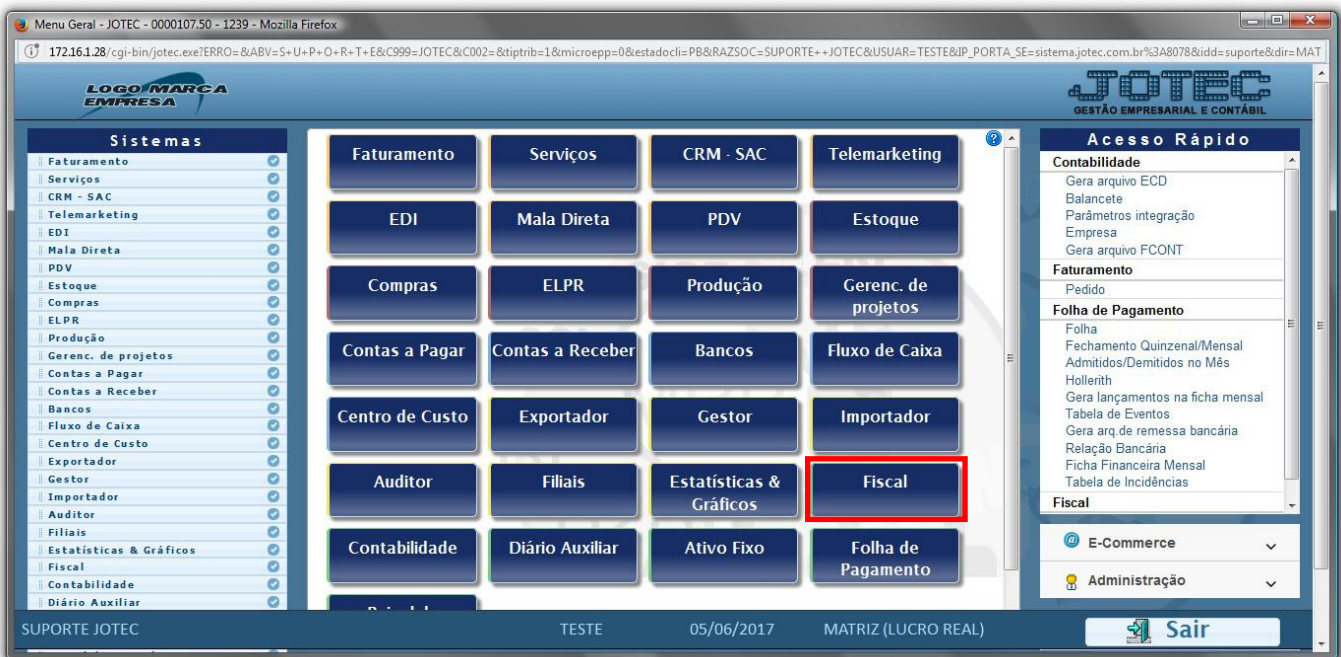 Menu Geral - JOTEC - 0000107.50 - 1239 - Mozilla Firefox
172.16.1.28/cgi-bin/jotec.exe?ERRO=&ABV=S+U+P+O+R+T+E&C999=JOTEC&C002=&tiptrib=1&microepp=0&estadocli=PB&RAZSOC=SUPORTE++JOTEC&USUAR=TESTE&IP_PORTA_SE=sistema.jotec.com.br%3A8078&idd=suporte&dir=MAT
LOGO MARCA
EMPRESA
JOTEC
GESTÃO EMPRESARIAL E CONTÁBIL
Sistemas
Faturamento
Serviços
CRM - SAC
Telemarketing
EDI
Mala Direta
PDV
Estoque
Compras
ELPR
Produção
Gerenc. de projetos
Contas a Pagar
Contas a Receber
Bancos
Fluxo de Caixa
Centro de Custo
Exportador
Gestor
Importador
Auditor
Filiais
Estatísticas & Gráficos
Fiscal
Contabilidade
Diário Auxiliar
Faturamento
Serviços
CRM - SAC
Telemarketing
EDI
Mala Direta
PDV
Estoque
Compras
ELPR
Produção
Gerenc. de
projetos
Contas a Pagar
Contas a Receber
Bancos
Fluxo de Caixa
Centro de Custo
Exportador
Gestor
Importador
Auditor
Filiais
Estatísticas &
Gráficos
Fiscal
Contabilidade
Diário Auxiliar
Ativo Fixo
Folha de
Pagamento
Acesso Rápido
Contabilidade
Gera arquivo ECD
Balancete
Parâmetros integração
Empresa
Gera arquivo FCONT
Faturamento
Pedido
Folha de Pagamento
Folha
Fechamento Quinzenal/Mensal
Admitidos/Demitidos no Mês
Hollerith
Gera lançamentos na ficha mensal
Tabela de Eventos
Gera arq.de remessa bancária
Relação Bancária
Ficha Financeira Mensal
Tabela de Incidências
Fiscal
E-Commerce
Administração
SUPORTE JOTEC
TESTE
05/06/2017
MATRIZ (LUCRO REAL)
Sair